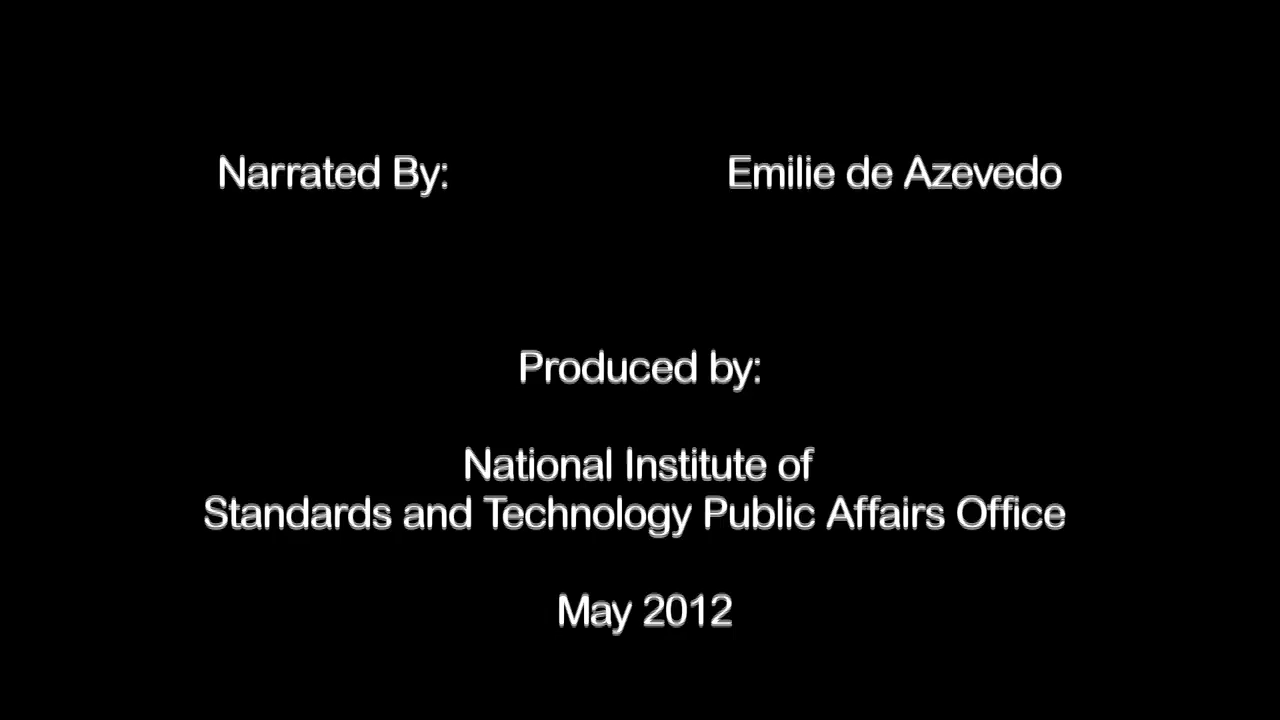 Narrated By: Emilie de Azevedo
Produced by:
National Institute of
Standards and Technology Public Affairs Office
May 2012